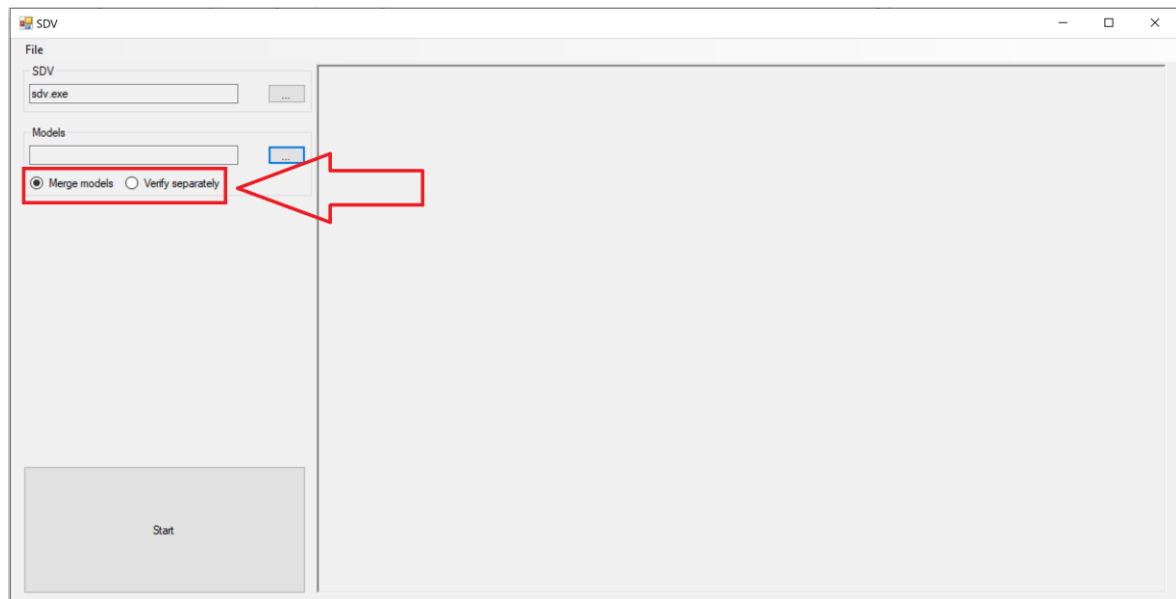 SDV
File
SDV
sdv.exe
...
Models
...
Merge models Verify separately
Start